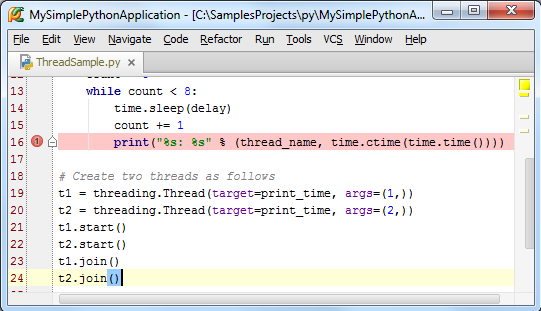 MySimplePythonApplication - [C:\SamplesProjects\py\MySimplePythonA...
File Edit View Navigate Code Refactor Run Tools VCS Window Help
ThreadSample.py
13 while count < 8:
14 time.sleep(delay)
15 count += 1
16 print("%s: %s" % (thread_name, time.ctime(time.time())))
17
18 # Create two threads as follows
19 t1 = threading.Thread(target=print_time, args=(1,))
20 t2 = threading.Thread(target=print_time, args=(2,))
21 t1.start()
22 t2.start()
23 t1.join()
24 t2.join()